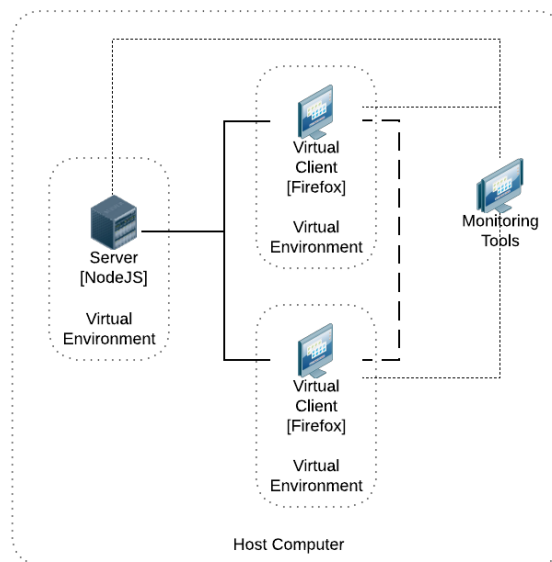 Virtual
Client
[Firefox]
Virtual
Environment
Monitoring
Tools
Server
[NodeJS]
Virtual
Environment
Virtual
Client
[Firefox]
Virtual
Environment
Host Computer